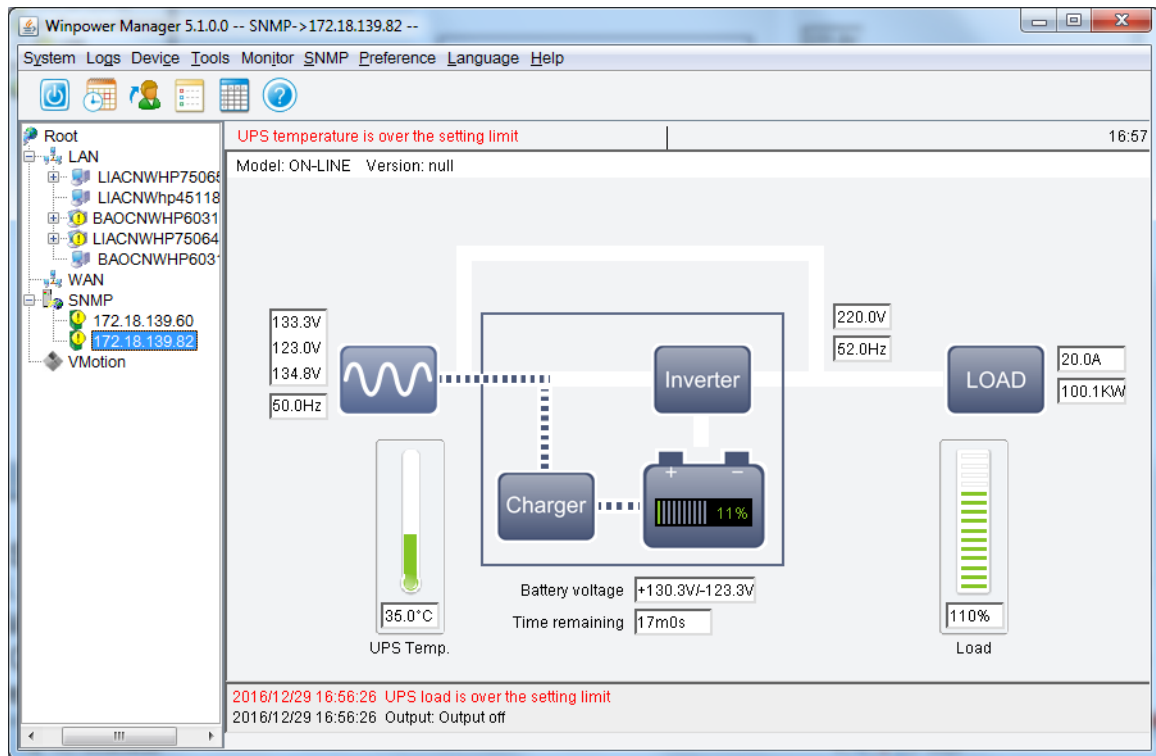 Winpower Manager 5.1.0.0 -- SNMP->172.18.139.82 --
System Logs Device Tools Monitor SNMP Preference Language Help
Root
LAN
LIACNWHP75065
LIACNWhp45118
BAOCNWHP6031
LIACNWHP75064
BAOCNWHP6031
WAN
SNMP
172.18.139.60
172.18.139.82
VMotion
UPS temperature is over the setting limit 16:57
Model: ON-LINE Version: null
133.3V
123.0V
134.8V
50.0Hz
220.0V
52.0Hz
Inverter
LOAD
20.0A
100.1KW
Charger
+ −
11%
Battery voltage +130.3V/-123.3V
Time remaining 17m0s
35.0°C
UPS Temp.
110%
Load
2016/12/29 16:56:26 UPS load is over the setting limit
2016/12/29 16:56:26 Output: Output off